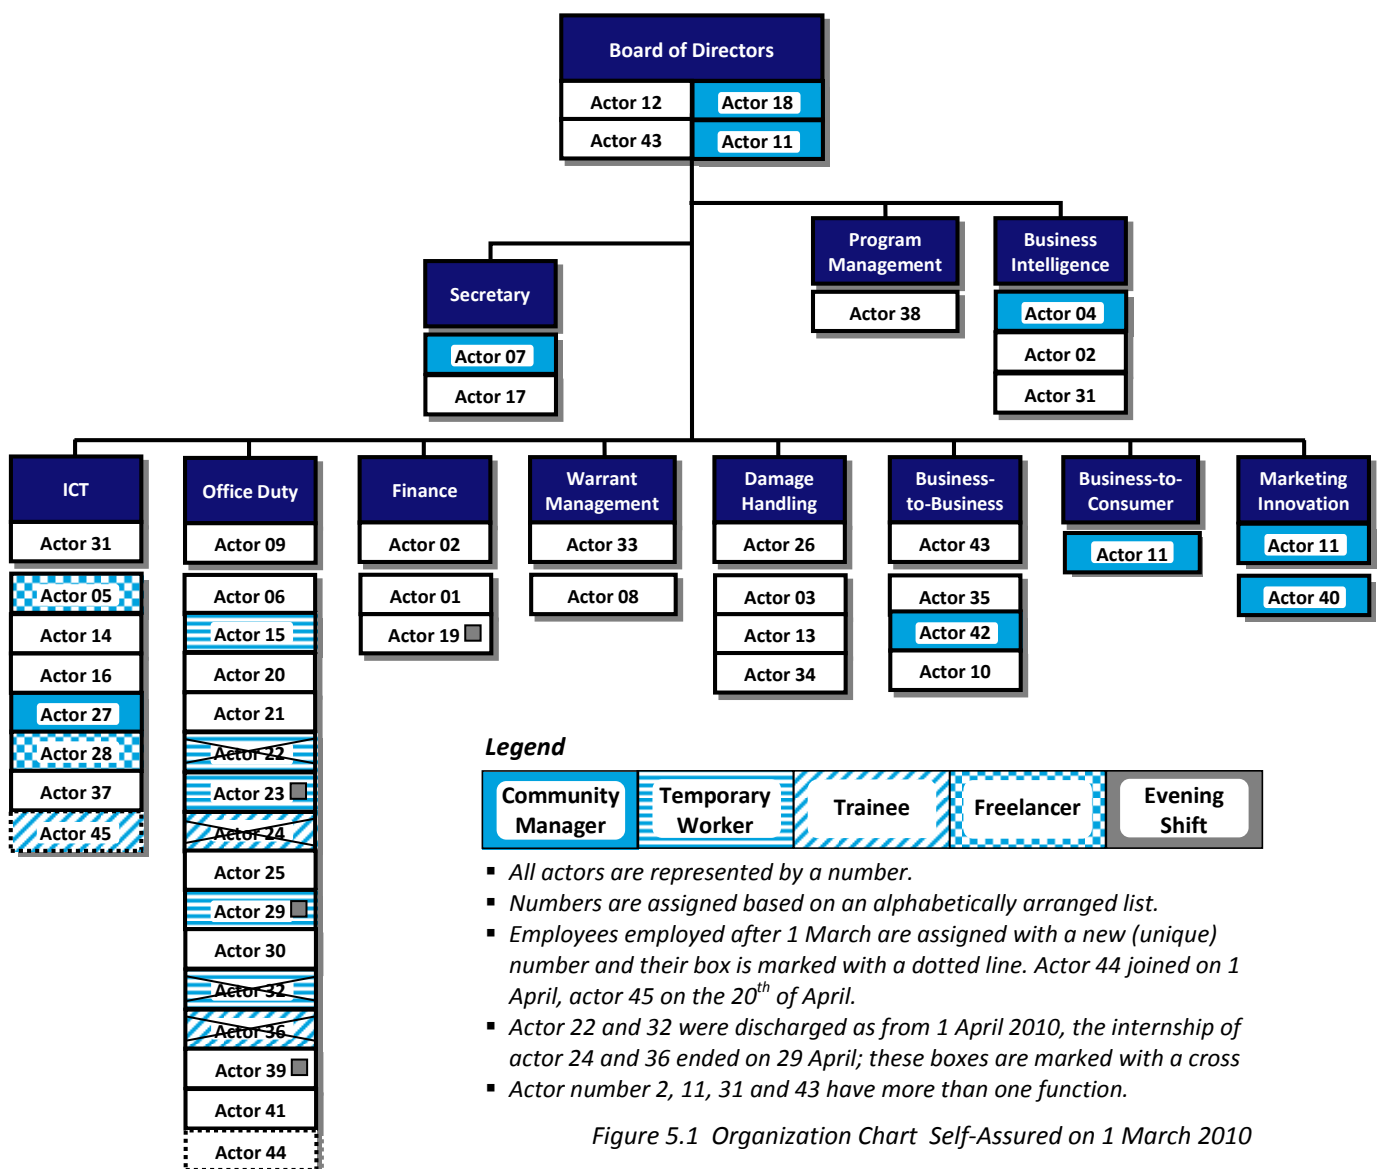 Board of Directors
Actor 12
Actor 18
Actor 43
Actor 11
Program
Management
Actor 38
Business
Intelligence
Actor 04
Actor 02
Actor 31
Secretary
Actor 07
Actor 17
ICT
Actor 31
Actor 05
Actor 14
Actor 16
Actor 27
Actor 28
Actor 37
Actor 45
Office Duty
Actor 09
Actor 06
Actor 15
Actor 20
Actor 21
Actor 22
Actor 23
Actor 24
Actor 25
Actor 29
Actor 30
Actor 32
Actor 36
Actor 39
Actor 41
Actor 44
Finance
Actor 02
Actor 01
Actor 19
Warrant
Management
Actor 33
Actor 08
Damage
Handling
Actor 26
Actor 03
Actor 13
Actor 34
Business-
to-Business
Actor 43
Actor 35
Actor 42
Actor 10
Business-to-
Consumer
Actor 11
Marketing
Innovation
Actor 11
Actor 40
Legend
Community
Manager
Temporary
Worker
Trainee
Freelancer
Evening
Shift
▪ All actors are represented by a number.
▪ Numbers are assigned based on an alphabetically arranged list.
▪ Employees employed after 1 March are assigned with a new (unique)
number and their box is marked with a dotted line. Actor 44 joined on 1
April, actor 45 on the 20th of April.
▪ Actor 22 and 32 were discharged as from 1 April 2010, the internship of
actor 24 and 36 ended on 29 April; these boxes are marked with a cross
▪ Actor number 2, 11, 31 and 43 have more than one function.
Figure 5.1 Organization Chart Self-Assured on 1 March 2010